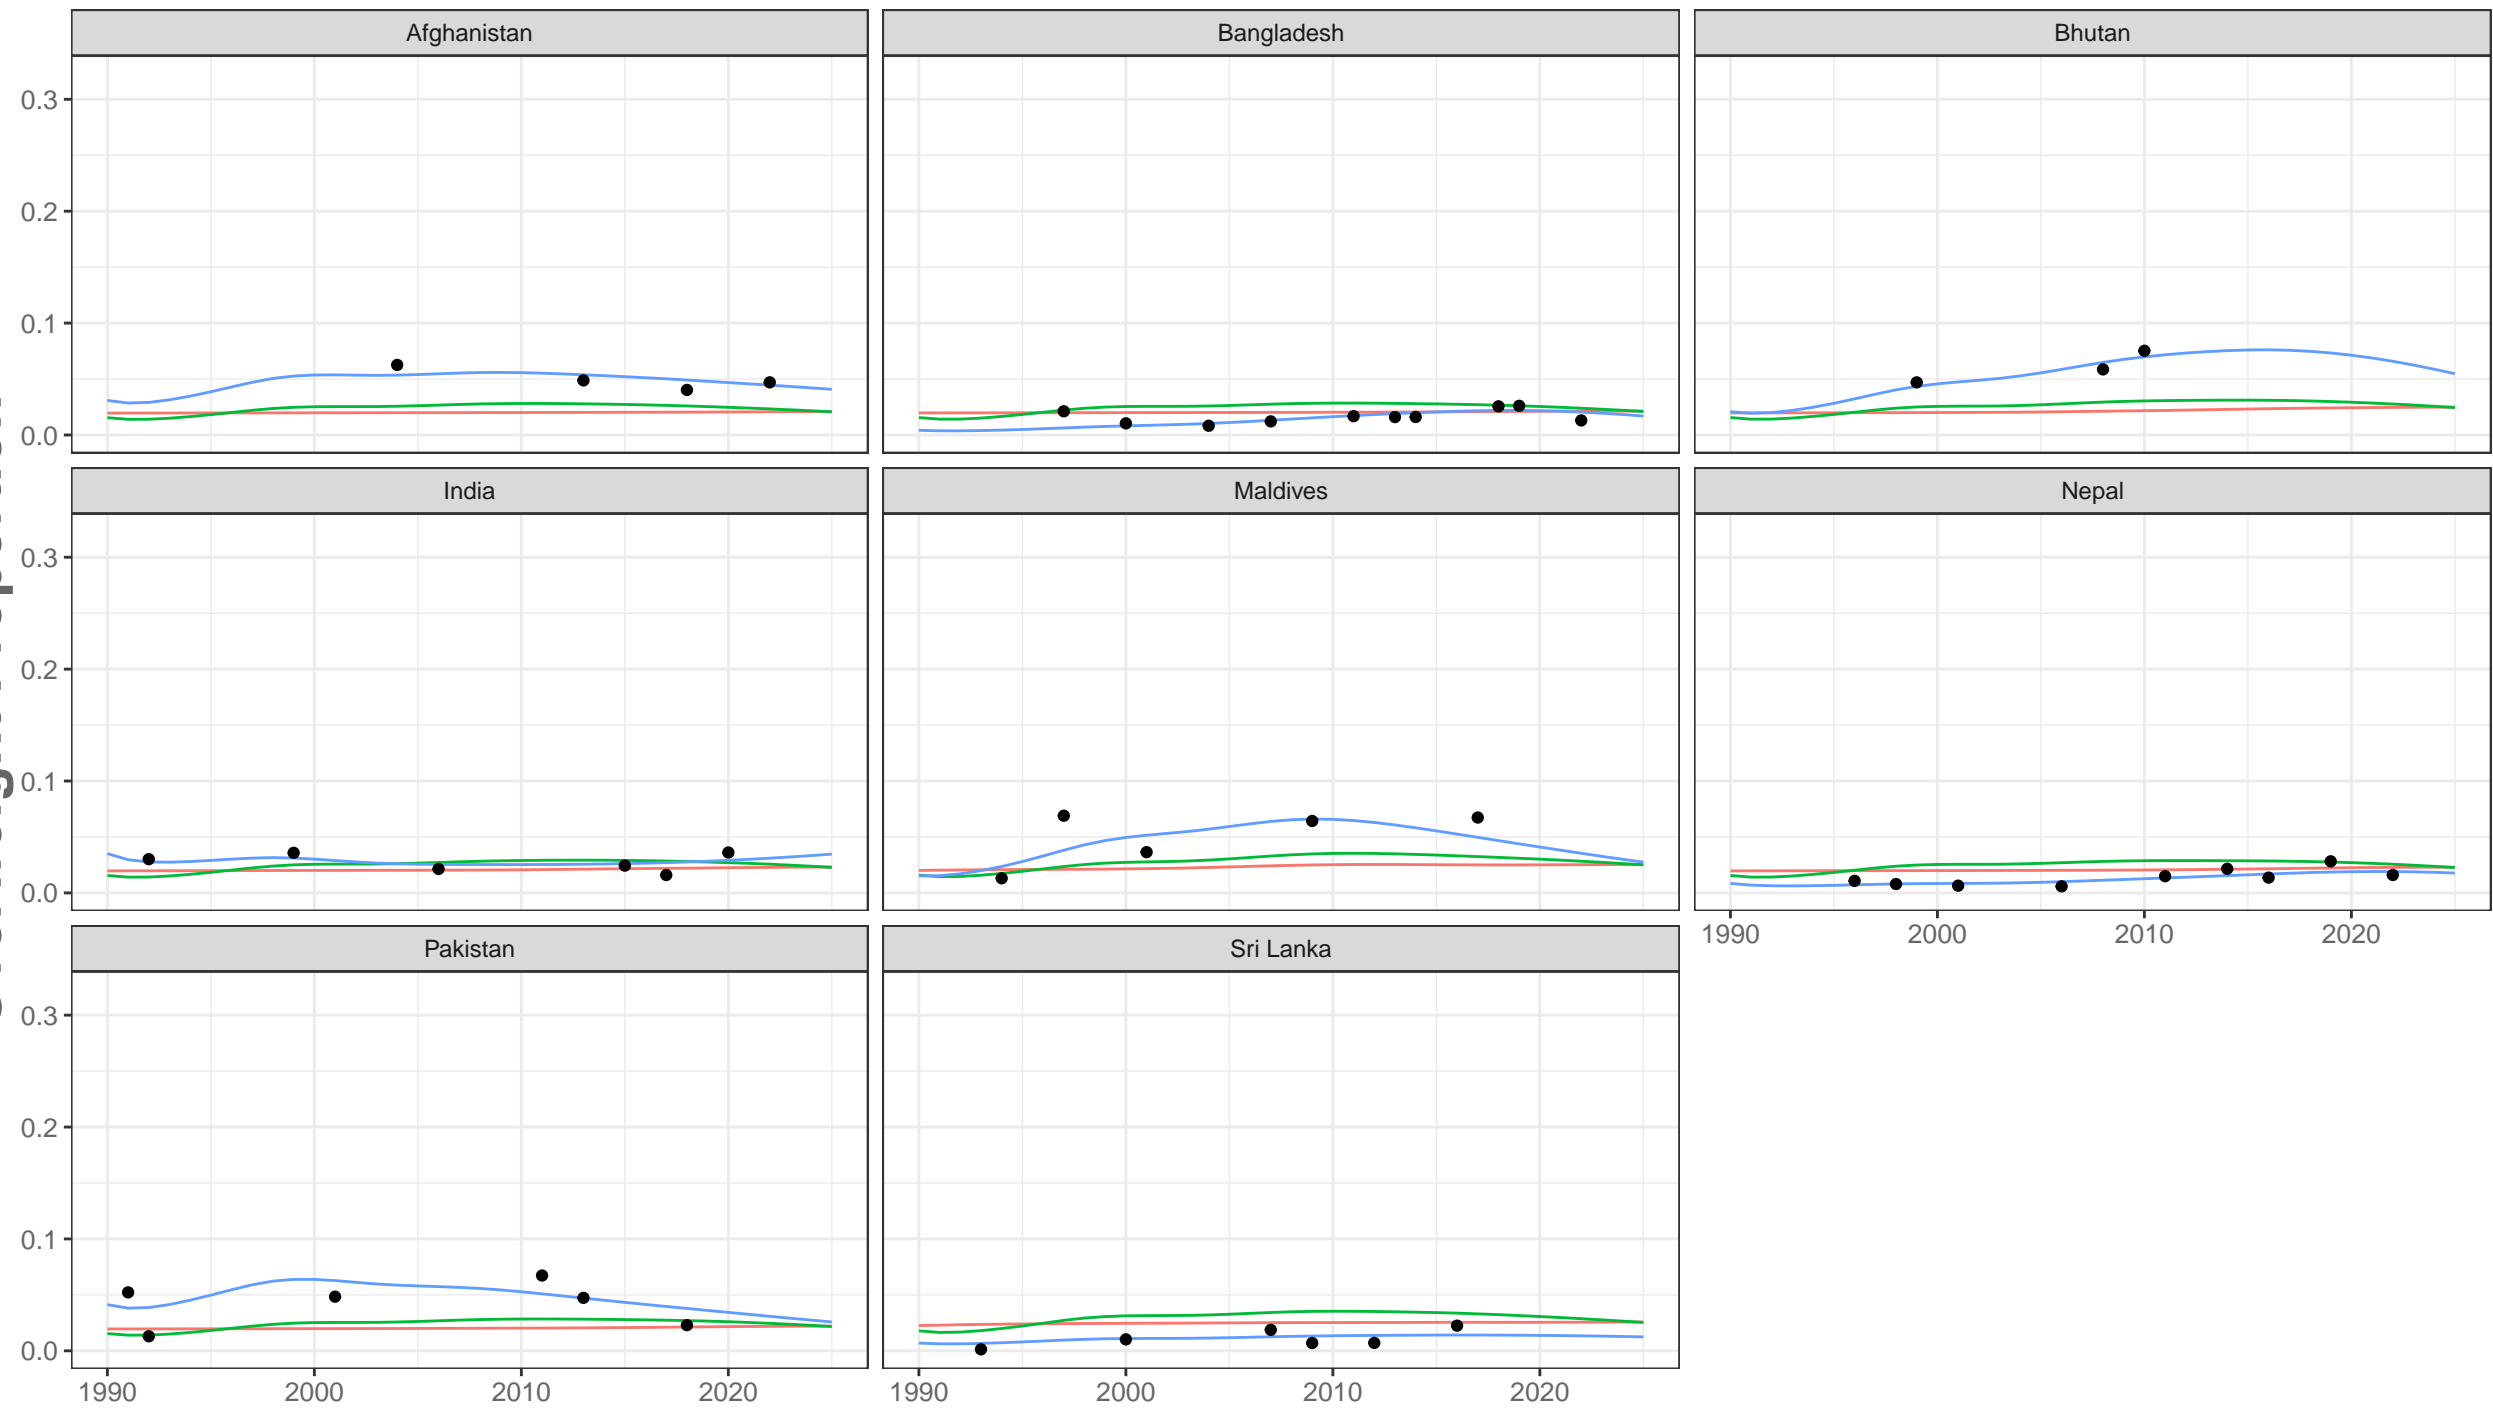 Afghanistan Bangladesh Bhutan
0.3
0.2
0.1
0.0
India Maldives Nepal
0.3
0.2
0.1
0.0
1990 2000 2010 2020
Pakistan Sri Lanka
0.3
0.2
0.1
0.0
1990 2000 2010 2020 1990 2000 2010 2020